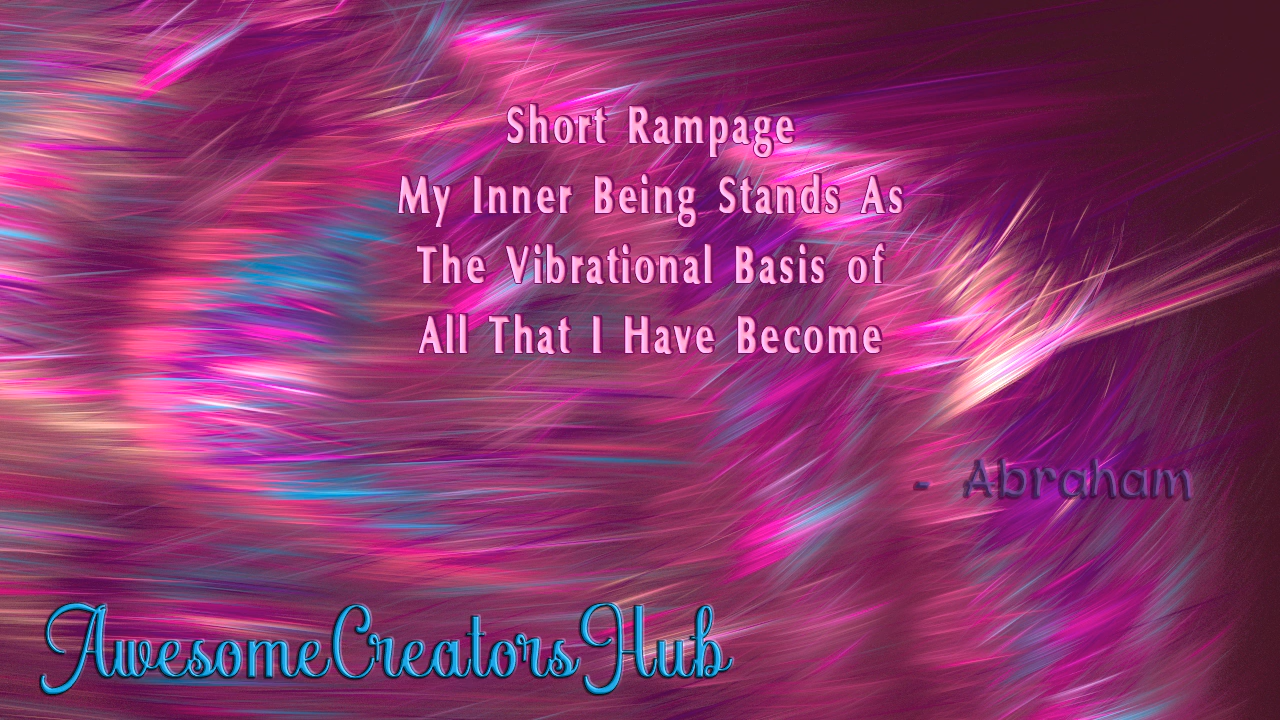 Short Rampage
My Inner Being Stands As
The Vibrational Basis of
All That I Have Become
- Abraham
AwesomeCreatorsHub